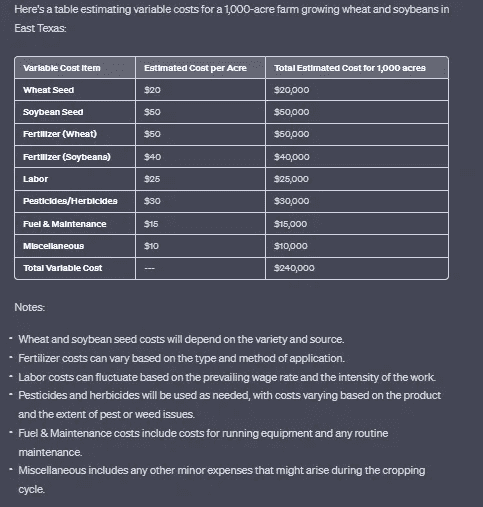 Here's a table estimating variable costs for a 1,000-acre farm growing wheat and soybeans in
East Texas:
Variable Cost Item Estimated Cost per Acre Total Estimated Cost for 1,000 acres
Wheat Seed $20 $20,000
Soybean Seed $50 $50,000
Fertilizer (Wheat) $50 $50,000
Fertilizer (Soybeans) $40 $40,000
Labor $25 $25,000
Pesticides/Herbicides $30 $30,000
Fuel & Maintenance $15 $15,000
Miscellaneous $10 $10,000
Total Variable Cost --- $240,000
Notes:
• Wheat and soybean seed costs will depend on the variety and source.
• Fertilizer costs can vary based on the type and method of application.
• Labor costs can fluctuate based on the prevailing wage rate and the intensity of the work.
• Pesticides and herbicides will be used as needed, with costs varying based on the product
and the extent of pest or weed issues.
• Fuel & Maintenance costs include costs for running equipment and any routine
maintenance.
• Miscellaneous includes any other minor expenses that might arise during the cropping
cycle.